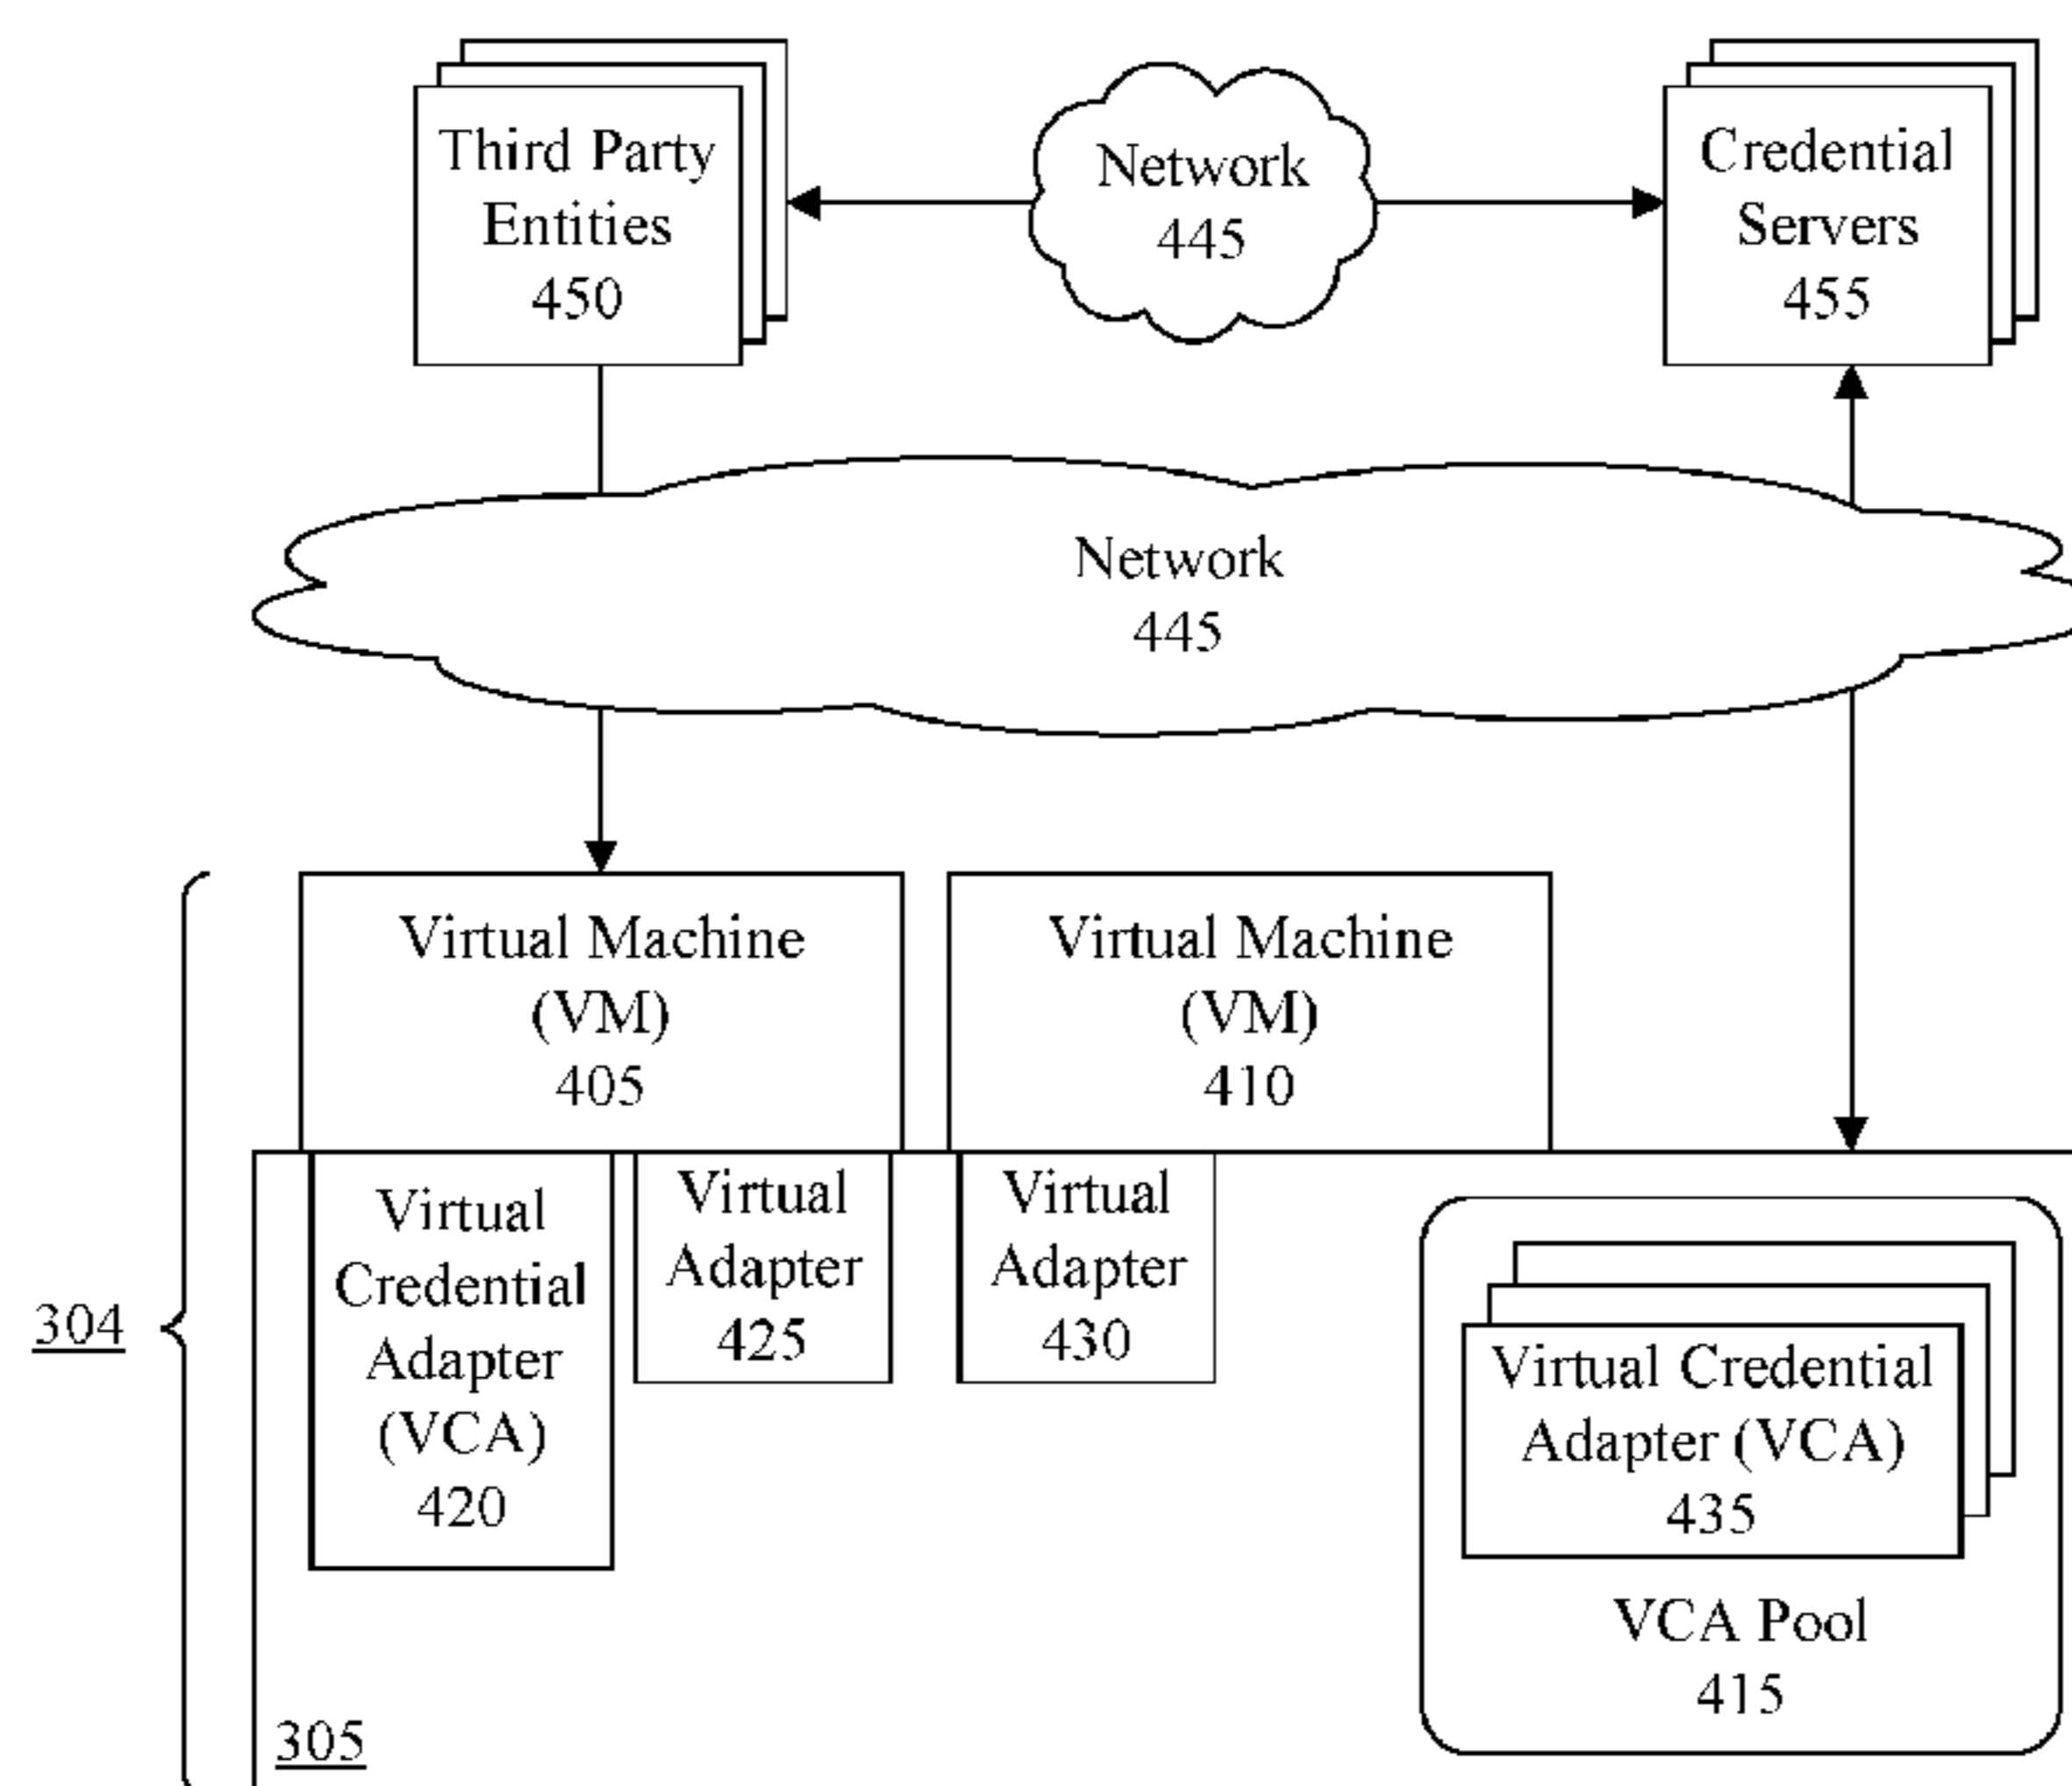 Third Party
Entities
450
Network
445
Credential
Servers
455
Network
445
Virtual Machine
(VM)
405
Virtual Machine
(VM)
410
Virtual
Credential
Adapter
(VCA)
420
Virtual
Adapter
425
Virtual
Adapter
430
Virtual Credential
Adapter (VCA)
435
VCA Pool
415
304
305